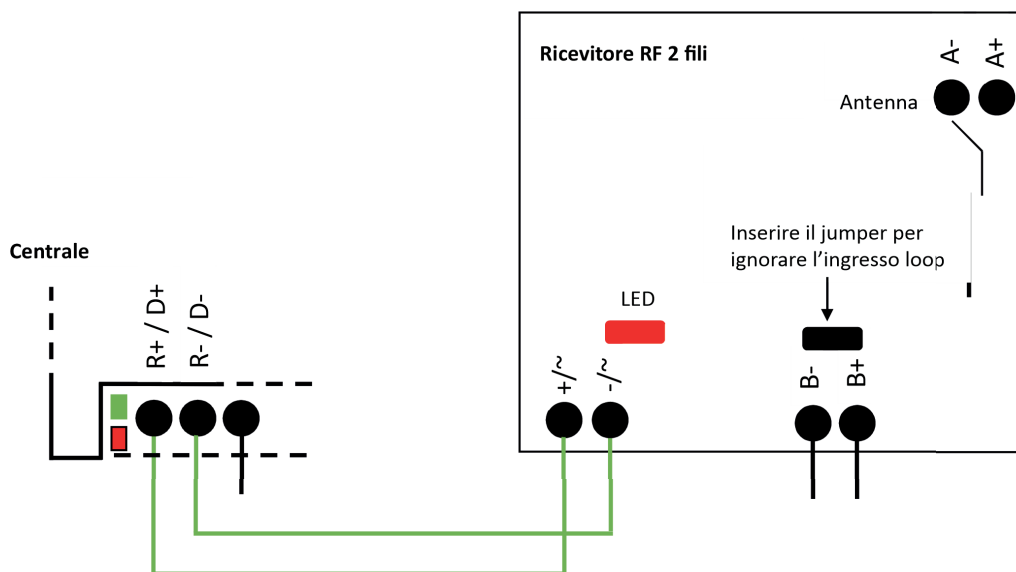 Ricevitore RF 2 fili
A-
A+
Antenna
Centrale
Inserire il jumper per
ignorare l’ingresso loop
R+ / D+
R- / D-
LED
+/~
-/~
B-
B+